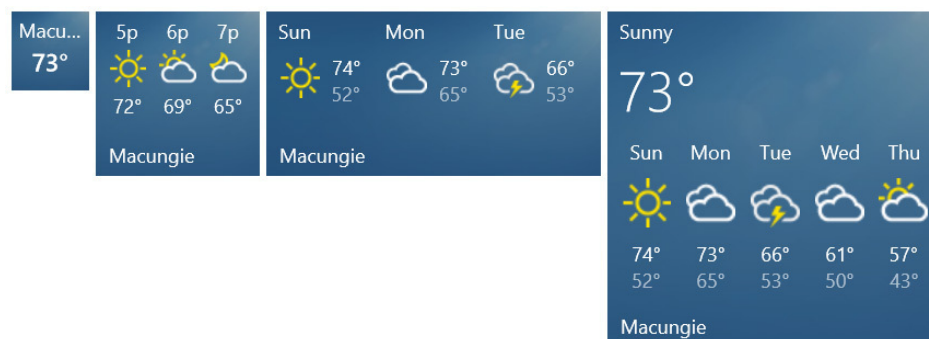 Macu...
73°
5p 6p 7p
72° 69° 65°
Macungie
Sun Mon Tue
74° 73° 66°
52° 65° 53°
Macungie
Sunny
73°
Sun Mon Tue Wed Thu
74° 73° 66° 61° 57°
52° 65° 53° 50° 43°
Macungie